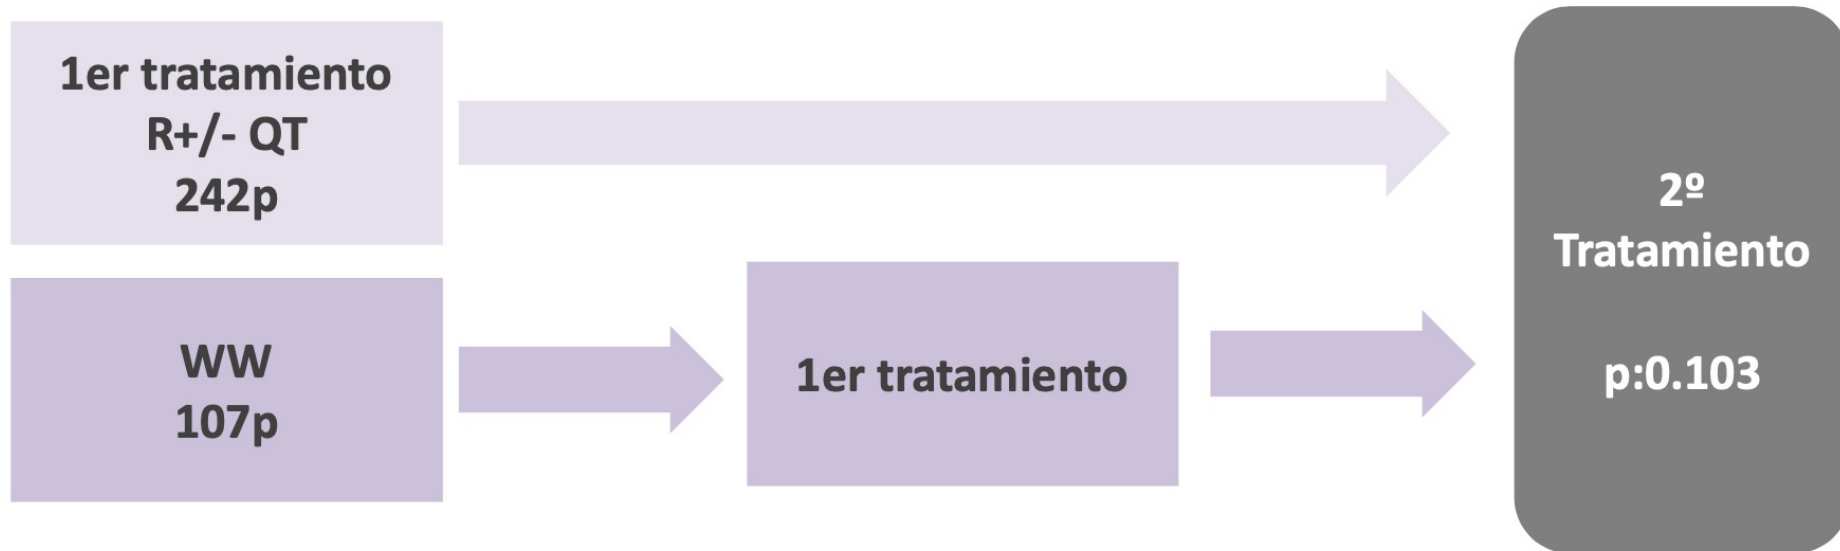 1er tratamiento
R+/- QT
242p
WW
107p
1er tratamiento
2º
Tratamiento
p:0.103